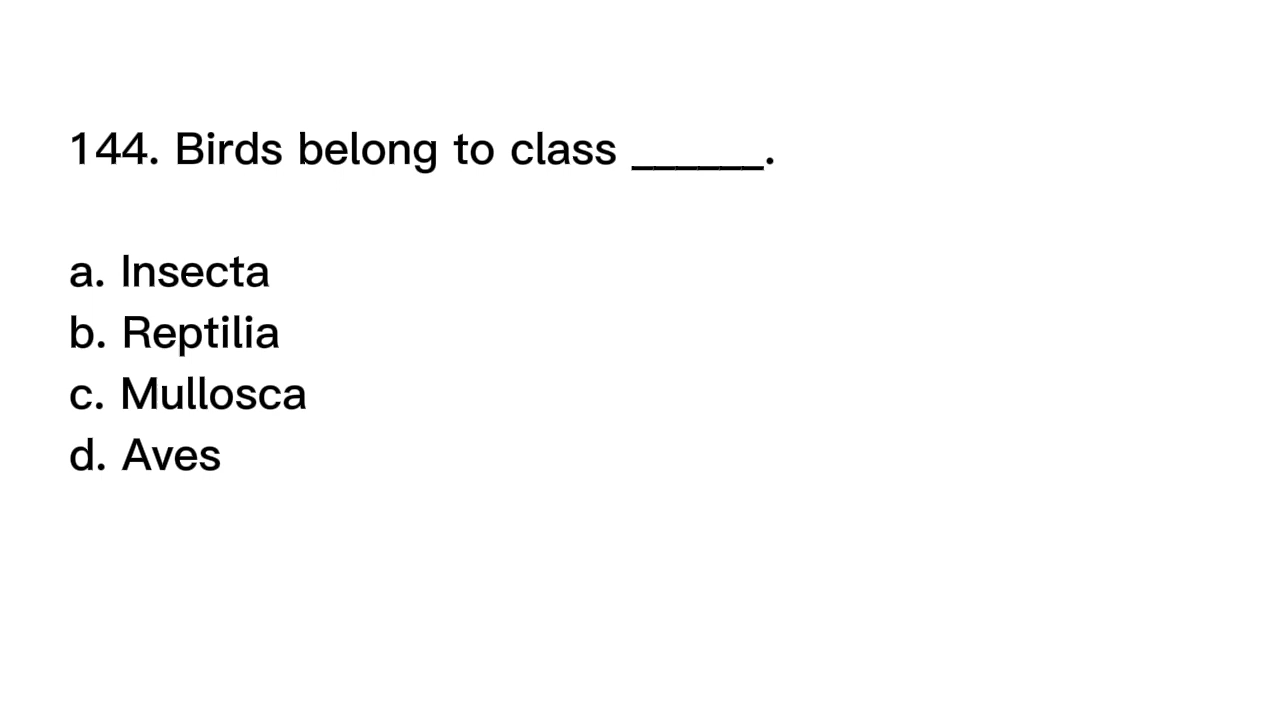 144. Birds belong to class ______.
a. Insecta
b. Reptilia
c. Mullosca
d. Aves